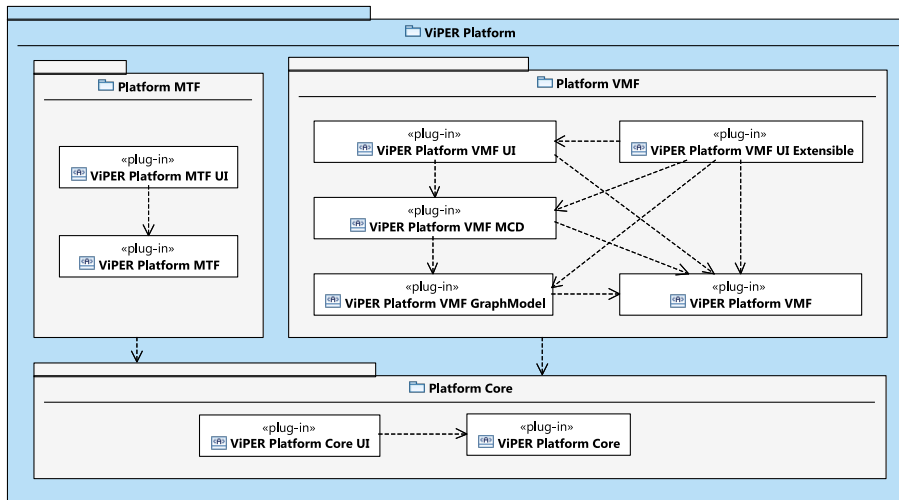 ViPER Platform
Platform MTF
«plug-in»
<A> ViPER Platform MTF UI
«plug-in»
<A> ViPER Platform MTF
Platform VMF
«plug-in»
<A> ViPER Platform VMF UI
«plug-in»
<A> ViPER Platform VMF UI Extensible
«plug-in»
<A> ViPER Platform VMF MCD
«plug-in»
<A> ViPER Platform VMF GraphModel
«plug-in»
<A> ViPER Platform VMF
Platform Core
«plug-in»
<A> ViPER Platform Core UI
«plug-in»
<A> ViPER Platform Core